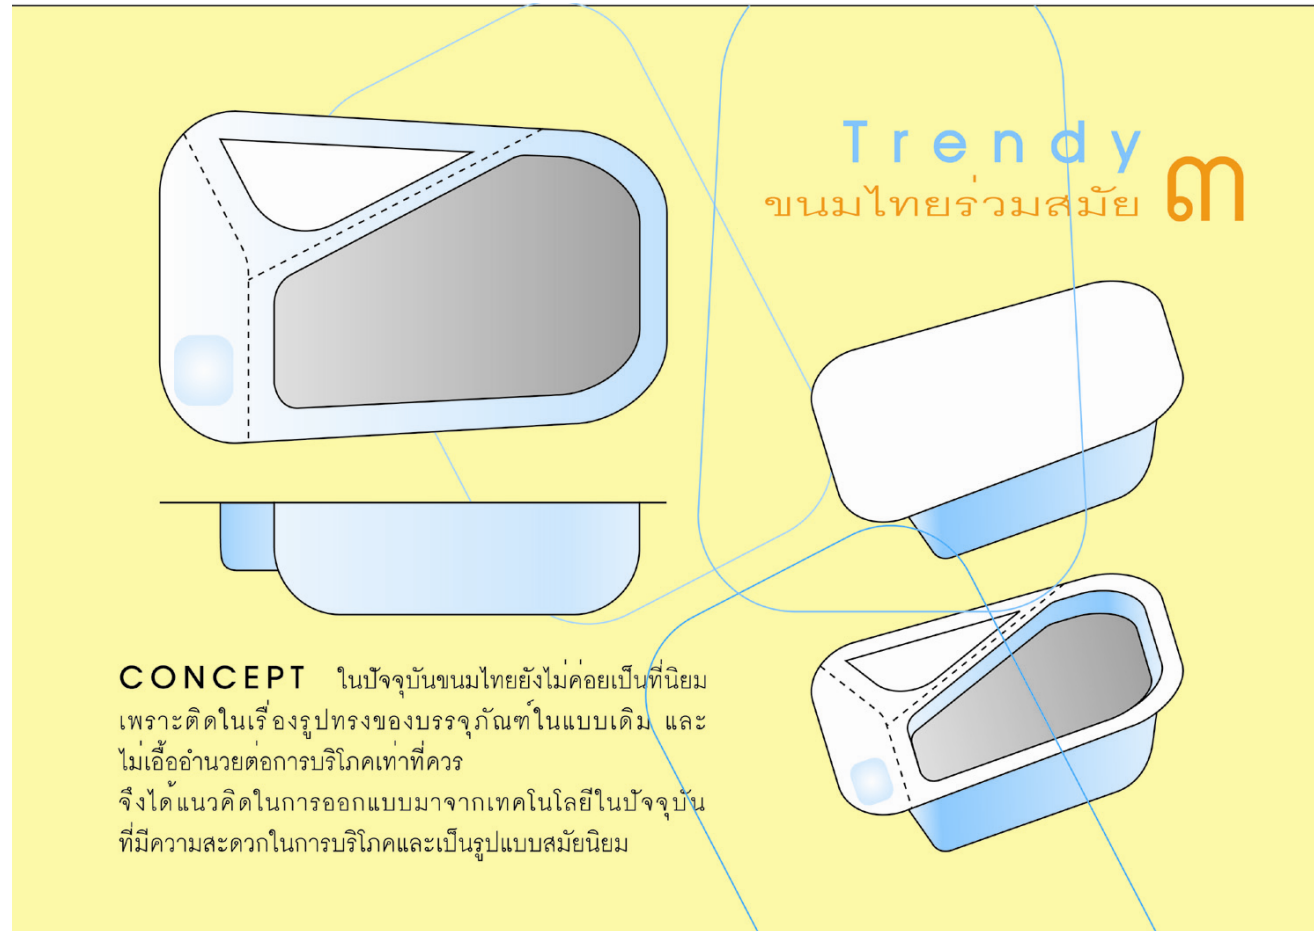 Trendy
ขนมไทยร่วมสมัย ๓
CONCEPT ในปัจจุบันขนมไทยยังไม่ค่อยเป็นที่นิยม
เพราะติดในเรื่องรูปทรงของบรรจุภัณฑ์ในแบบเดิม และ
ไม่เอื้ออำนวยต่อการบริโภคเท่าที่ควร
จึงได้แนวคิดในการออกแบบมาจากเทคโนโลยีในปัจจุบัน
ที่มีความสะดวกในการบริโภคและเป็นรูปแบบสมัยนิยม